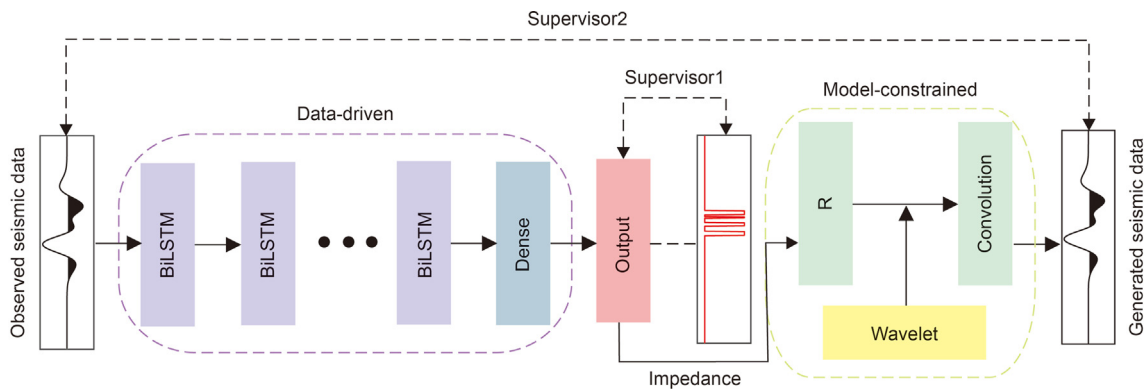 Supervisor2
Supervisor1
Model-constrained
Data-driven
Observed seismic data
BiLSTM
BiLSTM
BiLSTM
Dense
Output
R
Convolution
Generated seismic data
Wavelet
Impedance